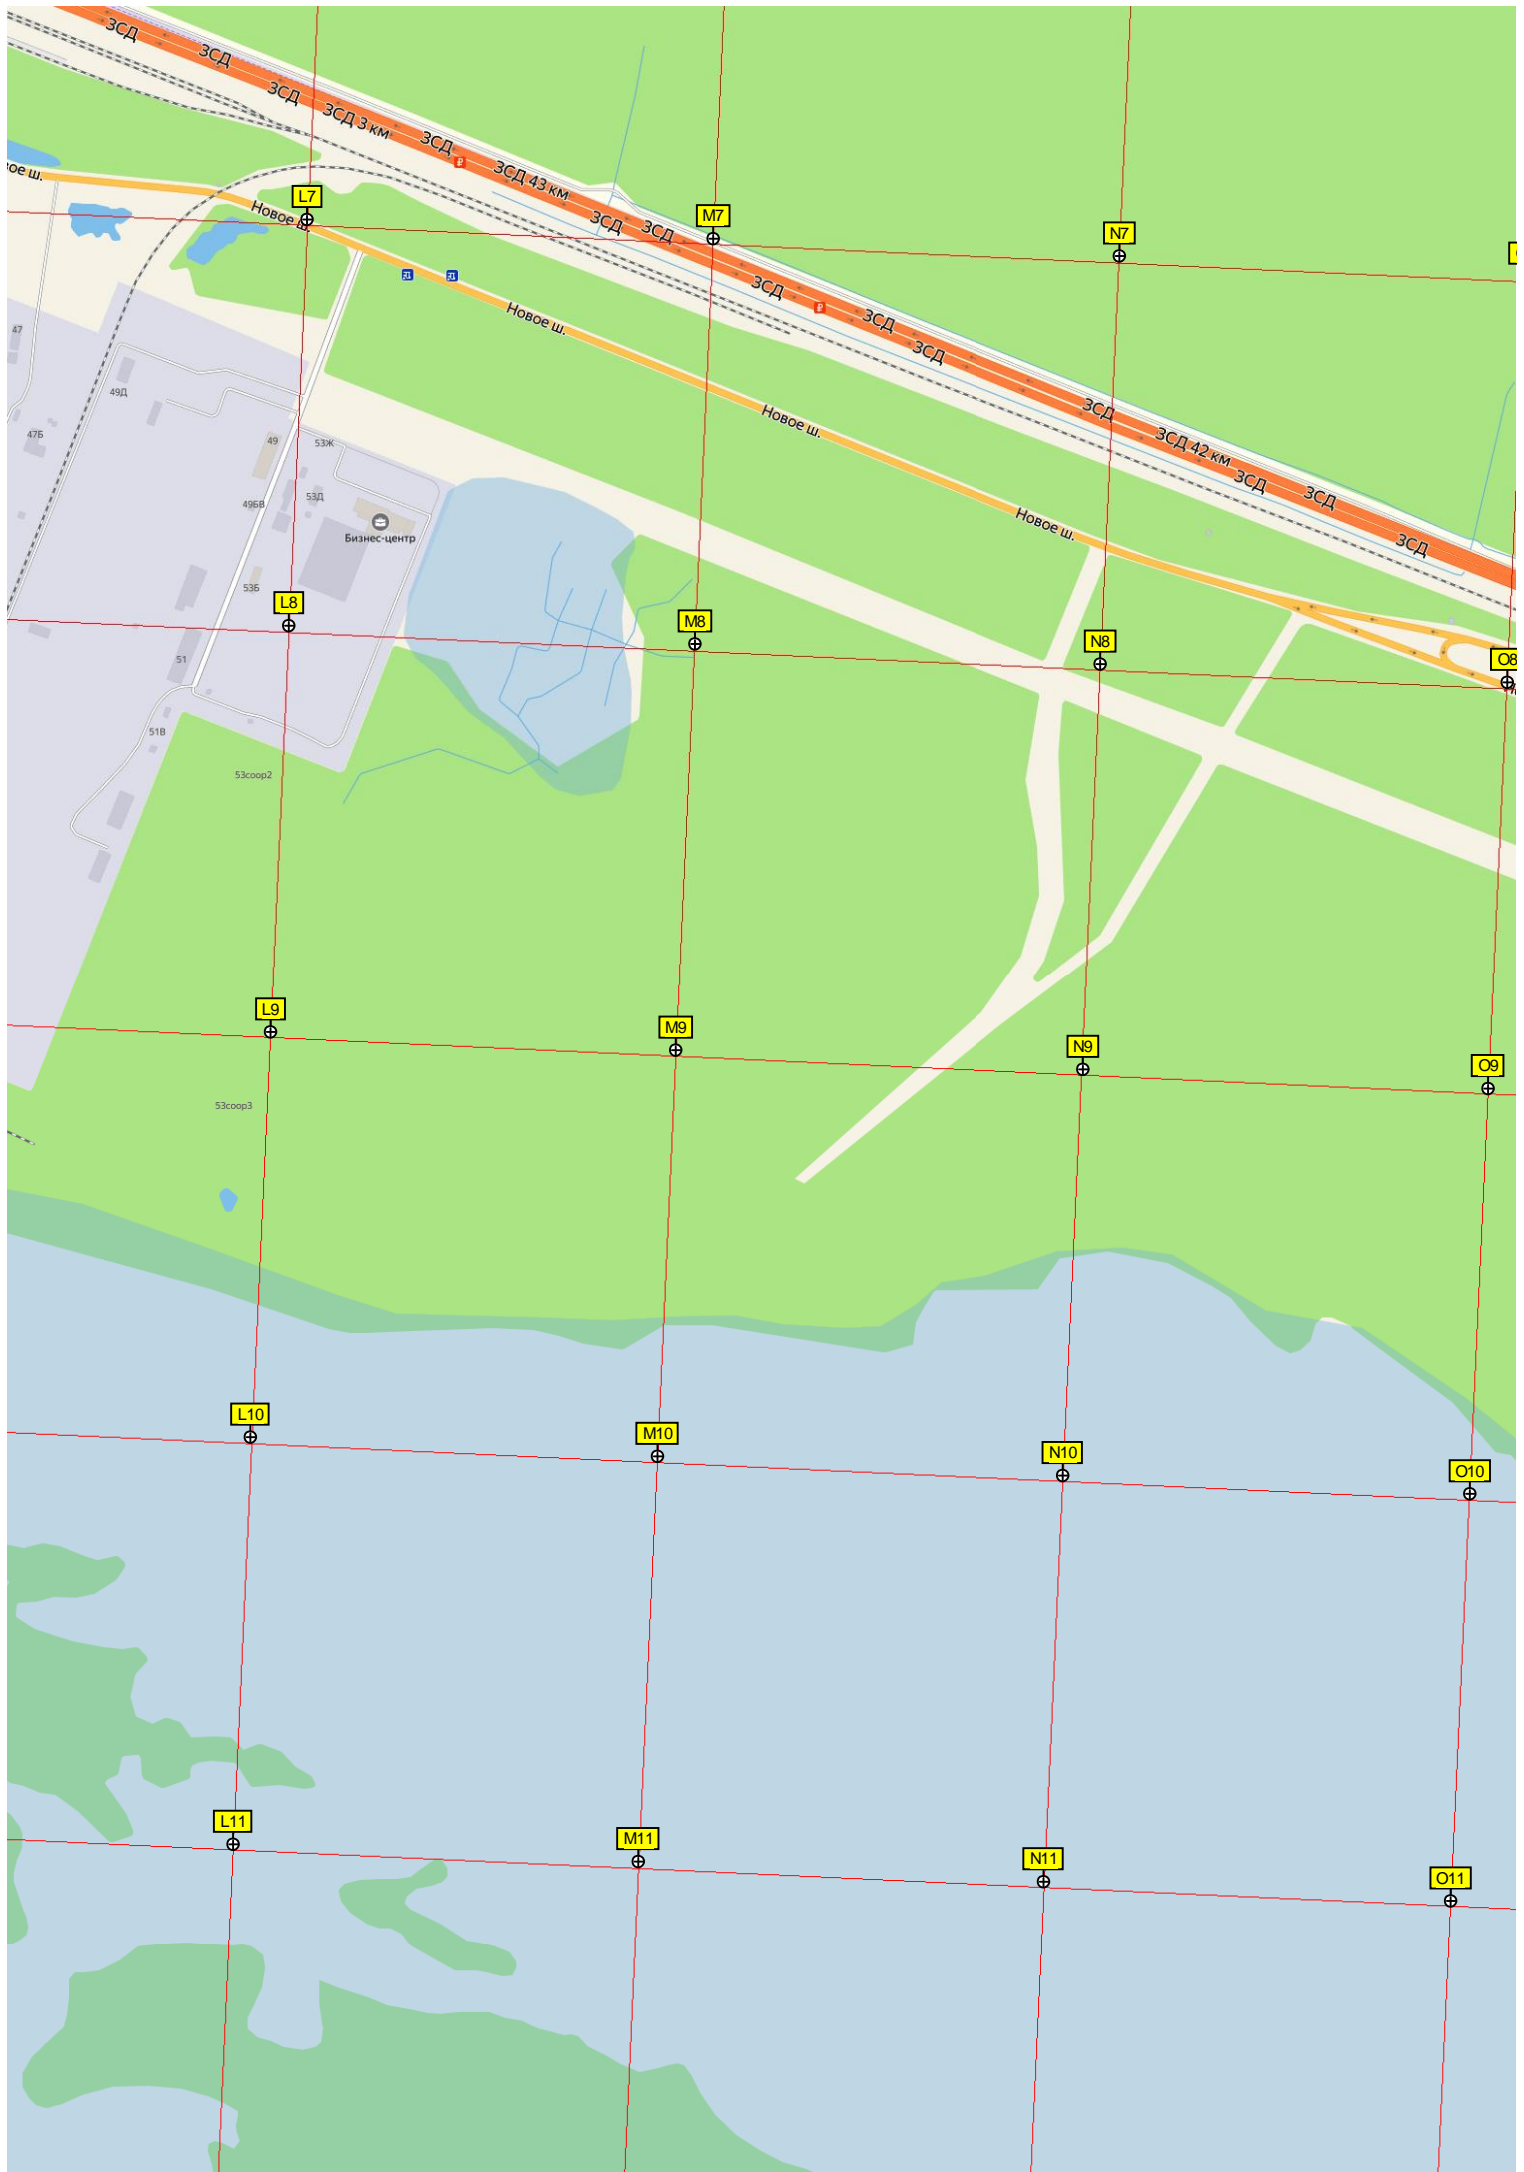 ЗСД
ЗСД
ЗСД
ЗСД 3 км
ЗСД
ЗСД 43 км
ое ш.
L7
Новое ш.
M7
ЗСД
ЗСД
N7
ЗСД
ЗСД
Новое ш.
47
ЗСД
49Д
ЗСД
Новое ш.
47Б
49
53Ж
ЗСД 42 км
ЗСД
ЗСД
49БВ
53Д
Новое ш.
Бизнес-центр
ЗСД
53Б
L8
M8
N8
O8
51
51В
53соор2
L9
M9
N9
O9
53соор3
L10
M10
N10
O10
L11
M11
N11
O11